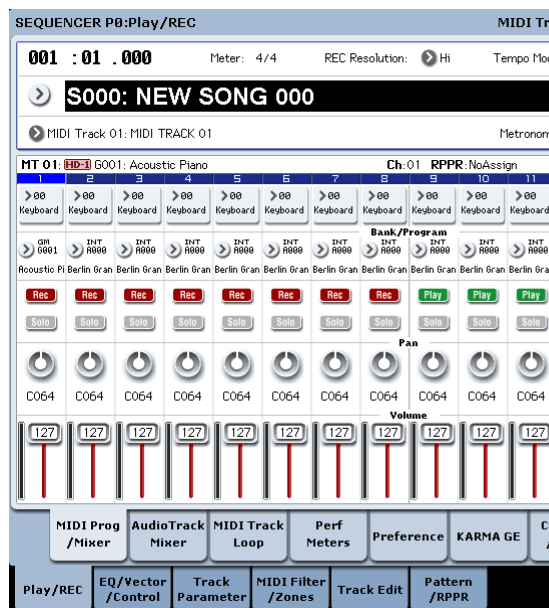 SEQUENCER P0:Play/REC MIDI Tr
001 :01 .000 Meter: 4/4 REC Resolution: Hi Tempo Mo
S000: NEW SONG 000
MIDI Track 01: MIDI TRACK 01 Metronom
MT 01: HD-1 G001: Acoustic Piano Ch:01 RPPR:NoAssign
1 2 3 4 5 6 7 8 9 10 11
00 00 00 00 00 00 00 00 00 00 00
Keyboard Keyboard Keyboard Keyboard Keyboard Keyboard Keyboard Keyboard Keyboard Keyboard Keyboard
Bank/Program
GM INT INT INT INT INT INT INT INT INT INT
G001 A000 A000 A000 A000 A000 A000 A000 A000 A000 A000
Acoustic Pi Berlin Gran Berlin Gran Berlin Gran Berlin Gran Berlin Gran Berlin Gran Berlin Gran Berlin Gran Berlin Gran Berlin Gran
Rec Rec Rec Rec Rec Rec Rec Rec Play Play Play
Solo Solo Solo Solo Solo Solo Solo Solo Solo Solo Solo
Pan
C064 C064 C064 C064 C064 C064 C064 C064 C064 C064 C064
Volume
127 127 127 127 127 127 127 127 127 127 127
MIDI Prog AudioTrack MIDI Track Perf Preference KARMA GE C
/Mixer Mixer Loop Meters
Play/REC EQ/Vector Track MIDI Filter Track Edit Pattern
/Control Parameter /Zones /RPPR